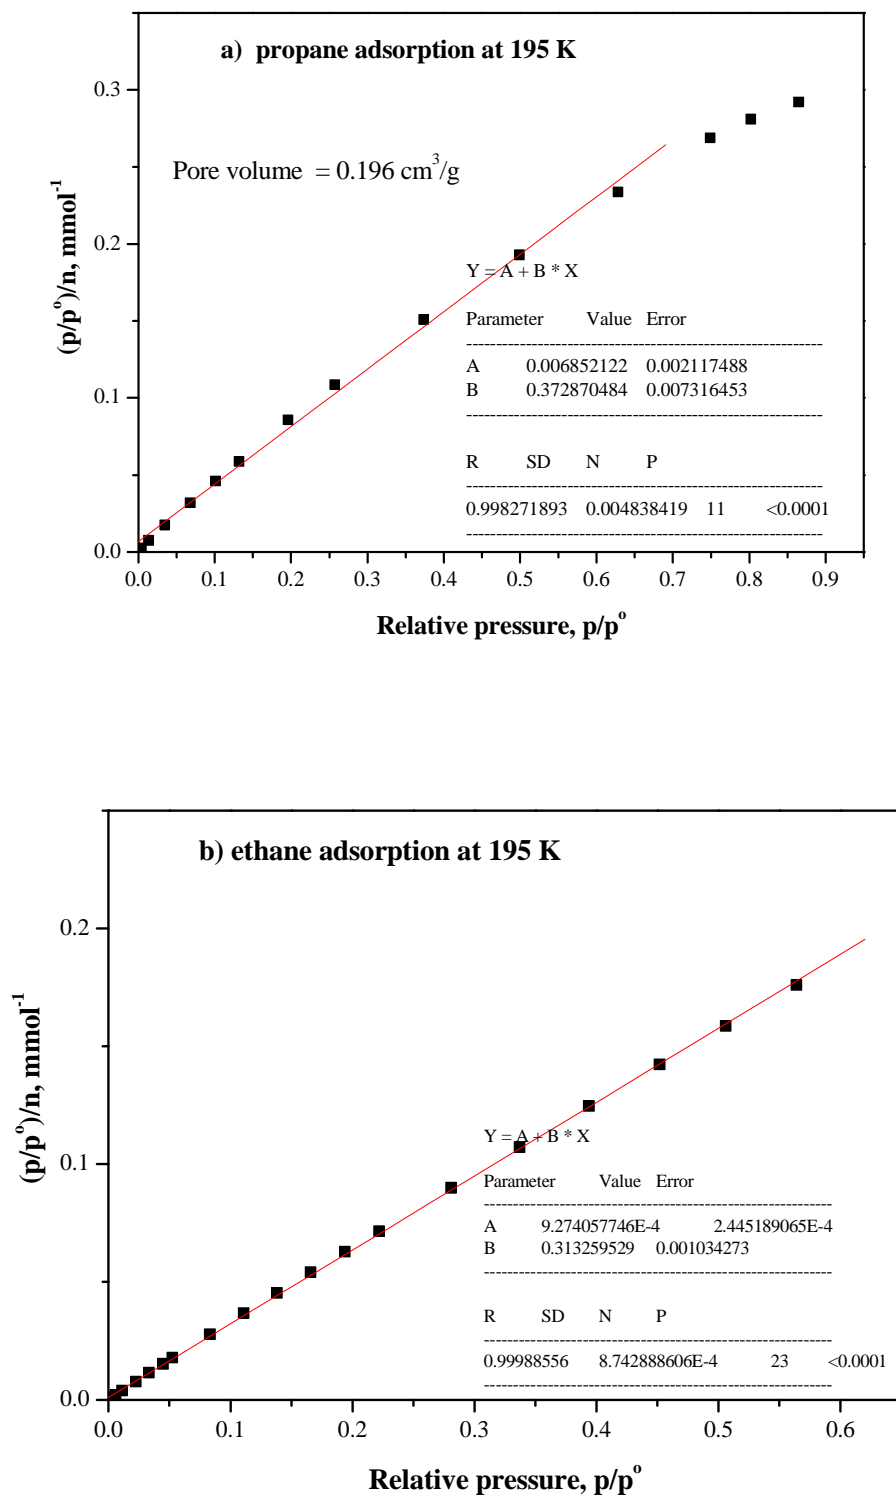 a) propane adsorption at 195 K
0.3
Pore volume = 0.196 cm³/g
0.2
(p/p°)/n, mmol⁻¹
Y = A + B * X
Parameter Value Error
------------------------------------------------------------
A 0.006852122 0.002117488
B 0.372870484 0.007316453
------------------------------------------------------------
0.1
R SD N P
------------------------------------------------------------
0.998271893 0.004838419 11 <0.0001
------------------------------------------------------------
0.0
0.0 0.1 0.2 0.3 0.4 0.5 0.6 0.7 0.8 0.9
Relative pressure, p/p°
b) ethane adsorption at 195 K
0.2
(p/p°)/n, mmol⁻¹
Y = A + B * X
0.1
Parameter Value Error
------------------------------------------------------------
A 9.274057746E-4 2.445189065E-4
B 0.313259529 0.001034273
------------------------------------------------------------
R SD N P
------------------------------------------------------------
0.99988556 8.742888606E-4 23 <0.0001
------------------------------------------------------------
0.0
0.0 0.1 0.2 0.3 0.4 0.5 0.6
Relative pressure, p/p°